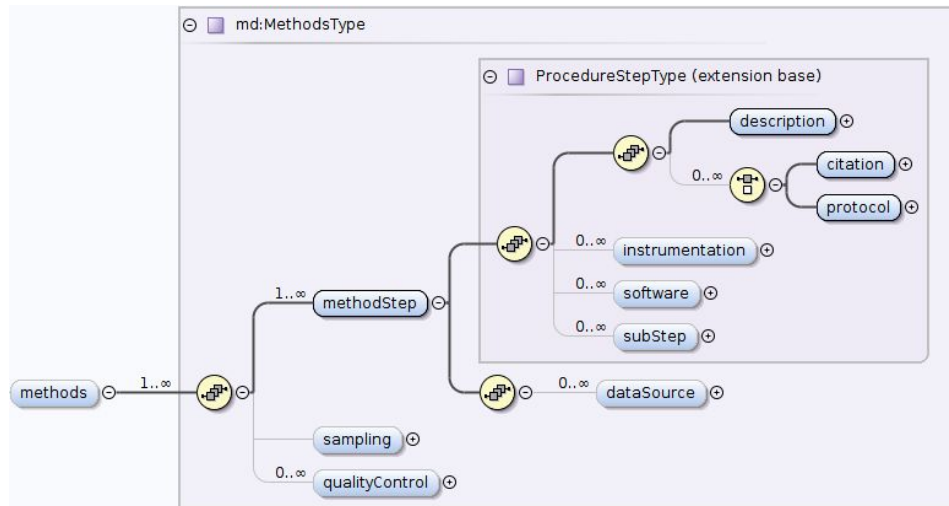 md:MethodsType
ProcedureStepType (extension base)
description
0..∞
citation
protocol
0..∞ instrumentation
0..∞ software
0..∞ subStep
1..∞ methodStep
methods 1..∞
0..∞ dataSource
sampling
0..∞ qualityControl